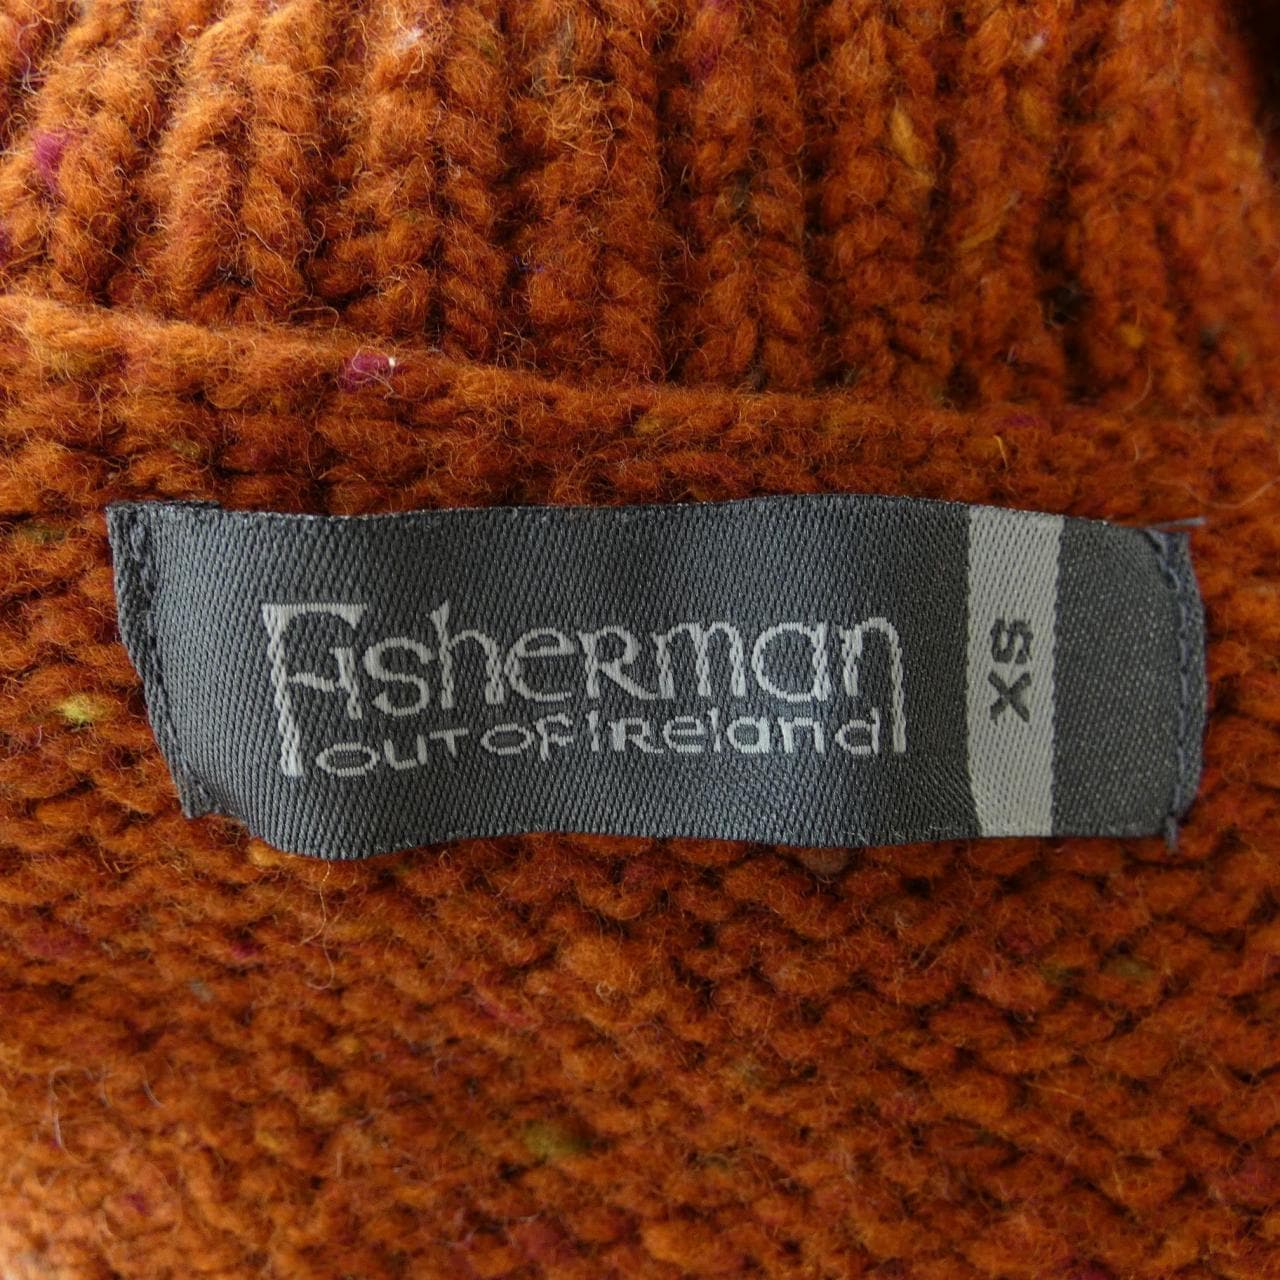 Fisherman
OUT OF IRELAND
XS